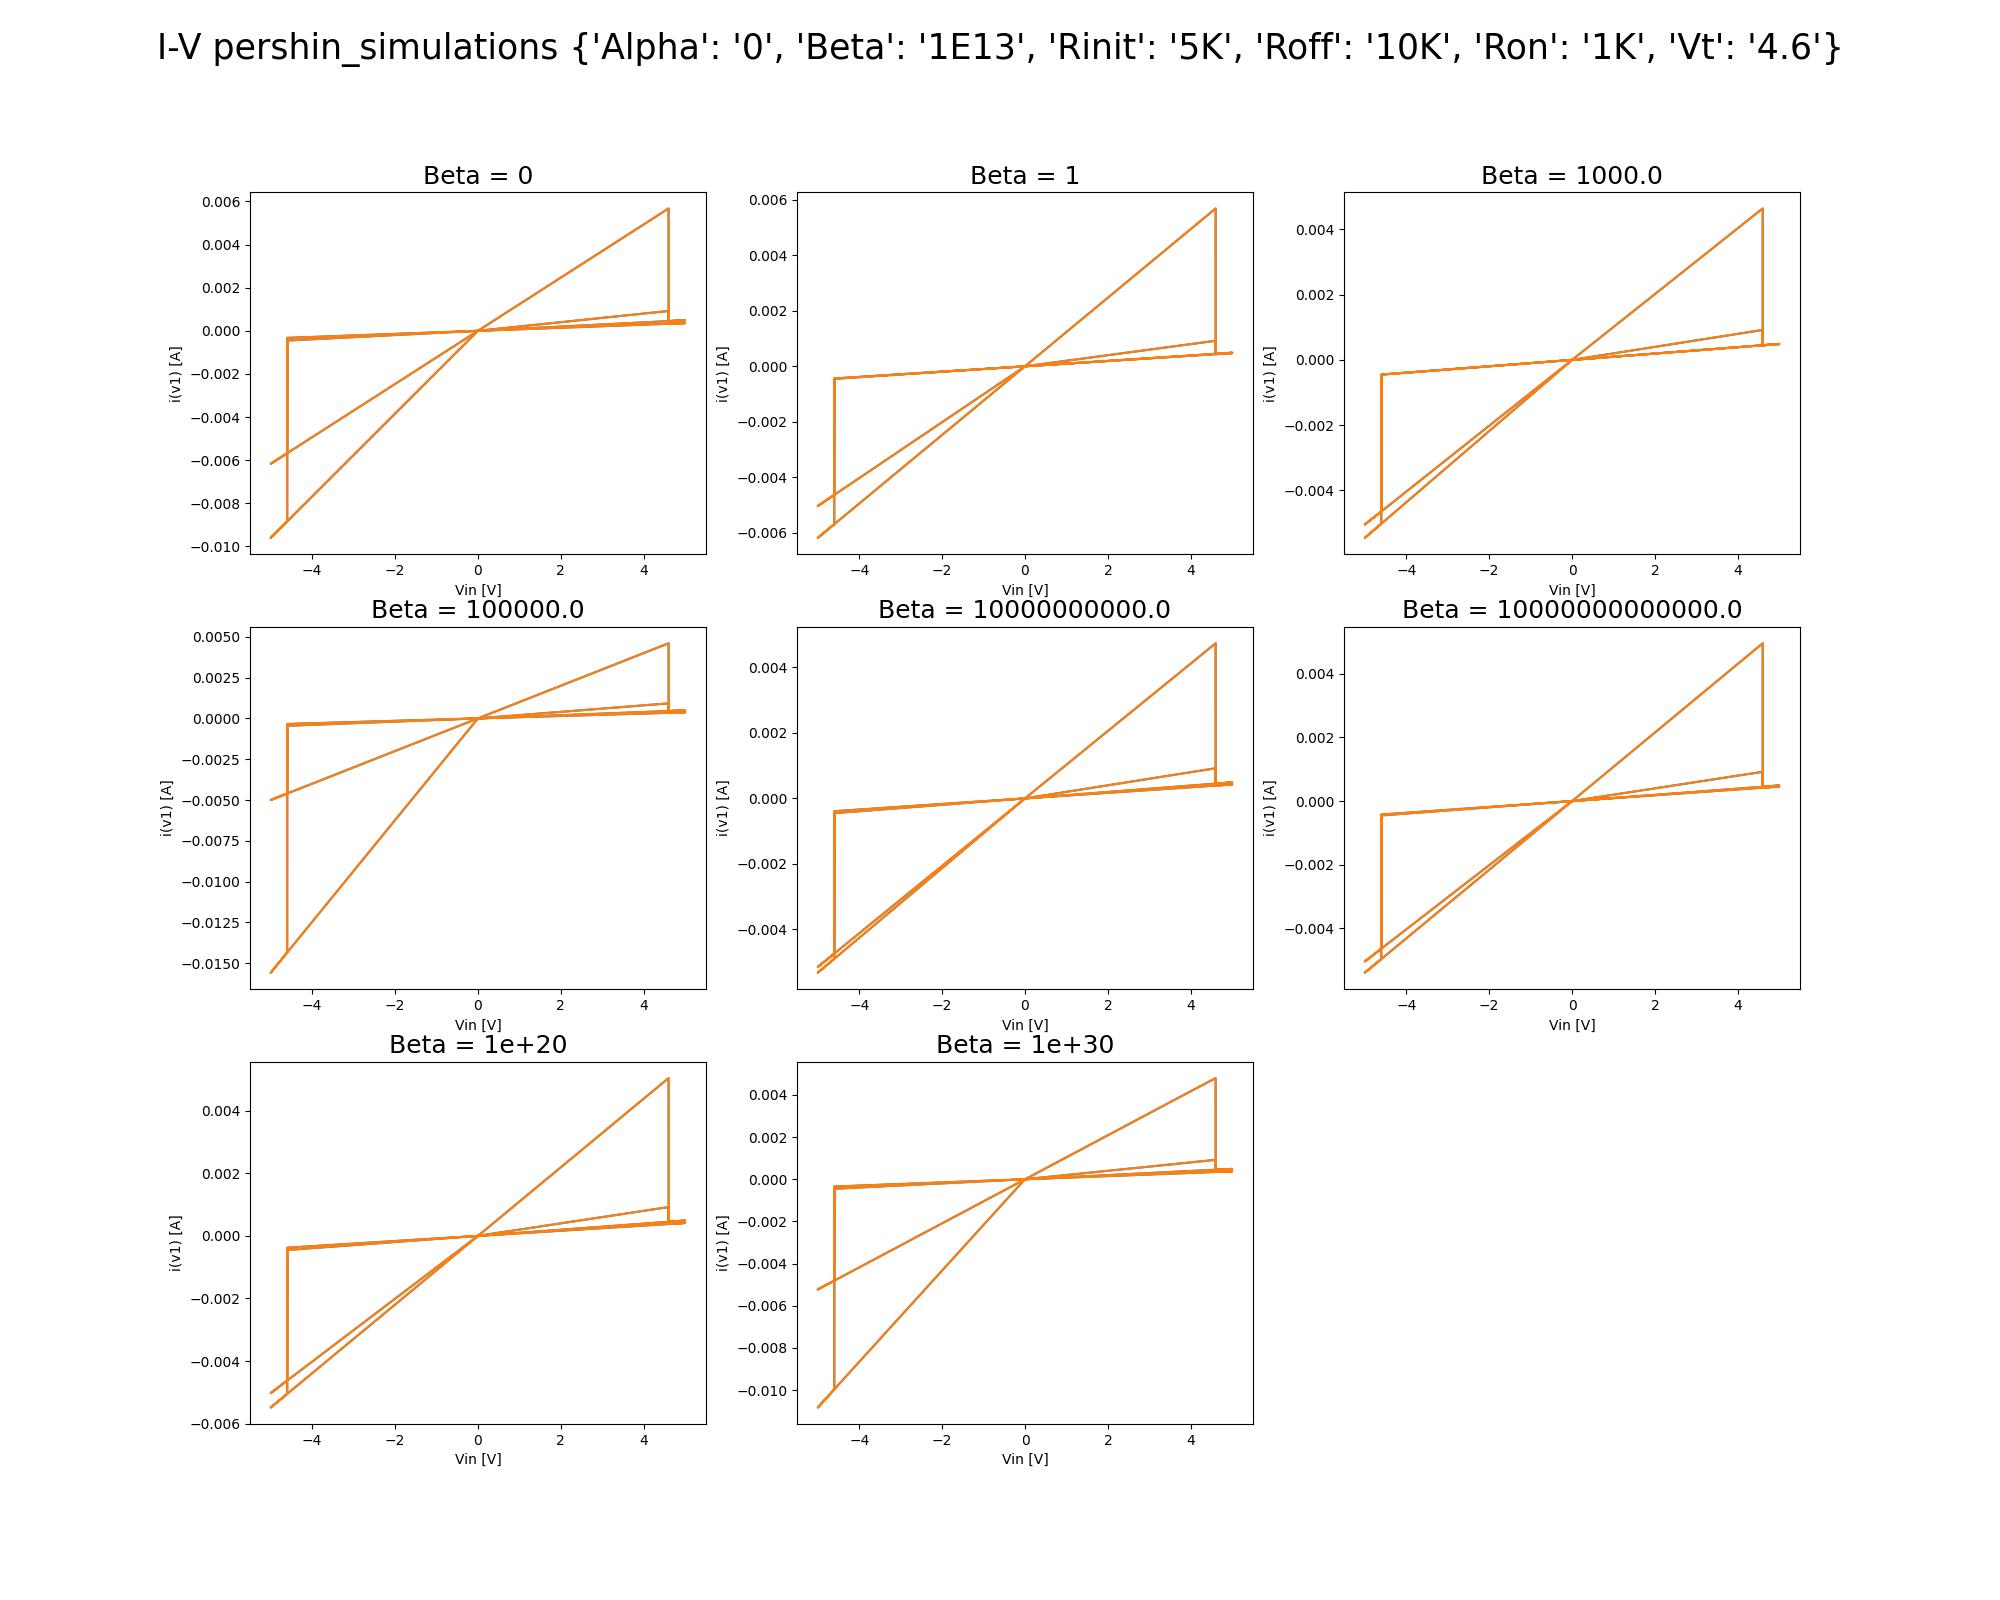 I-V pershin_simulations {'Alpha': '0', 'Beta': '1E13', 'Rinit': '5K', 'Roff': '10K', 'Ron': '1K', 'Vt': '4.6'}
Beta = 0
0.006
0.004
0.002
0.000
−0.002
−0.004
−0.006
−0.008
−0.010
i(v1) [A]
−4 −2 0 2 4
Vin [V]
Beta = 1
0.006
0.004
0.002
0.000
−0.002
−0.004
−0.006
i(v1) [A]
−4 −2 0 2 4
Vin [V]
Beta = 1000.0
0.004
0.002
0.000
−0.002
−0.004
i(v1) [A]
−4 −2 0 2 4
Vin [V]
Beta = 100000.0
0.0050
0.0025
0.0000
−0.0025
−0.0050
−0.0075
−0.0100
−0.0125
−0.0150
i(v1) [A]
−4 −2 0 2 4
Vin [V]
Beta = 10000000000.0
0.004
0.002
0.000
−0.002
−0.004
i(v1) [A]
−4 −2 0 2 4
Vin [V]
Beta = 10000000000000.0
0.004
0.002
0.000
−0.002
−0.004
i(v1) [A]
−4 −2 0 2 4
Vin [V]
Beta = 1e+20
0.004
0.002
0.000
−0.002
−0.004
−0.006
i(v1) [A]
−4 −2 0 2 4
Vin [V]
Beta = 1e+30
0.004
0.002
0.000
−0.002
−0.004
−0.006
−0.008
−0.010
i(v1) [A]
−4 −2 0 2 4
Vin [V]